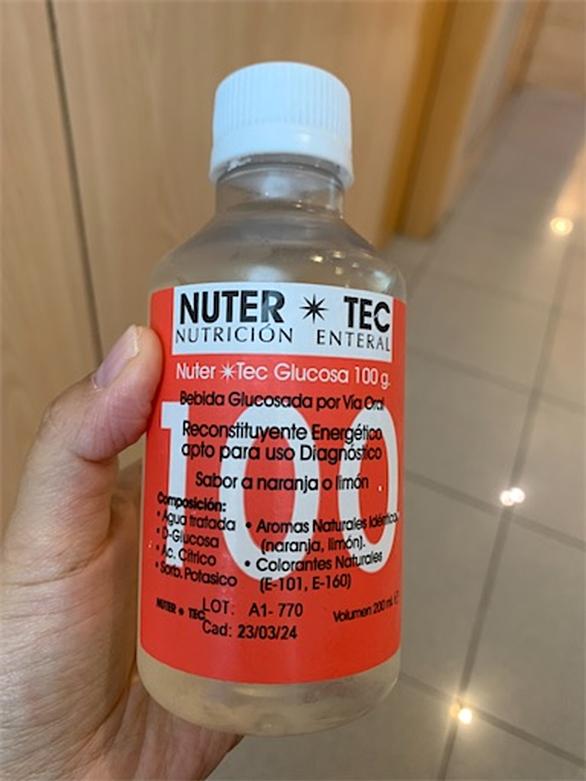 NUTER ✷ TEC
NUTRICIÓN ENTERAL
Nuter ✷ Tec Glucosa 100 g.
100
Bebida Glucosada por Vía Oral
Reconstituyente Energético
apto para uso Diagnóstico
Sabor a naranja o limón
Composición:
• Agua tratada
• D-Glucosa
• Ac. Cítrico
• Sorb. Potasico
• Aromas Naturales Idéntico,
(naranja, limón).
• Colorantes Naturales
(E-101, E-160)
NUTER ✷ TEC
LOT: A1- 770
Cad: 23/03/24
Volumen 200 ml.